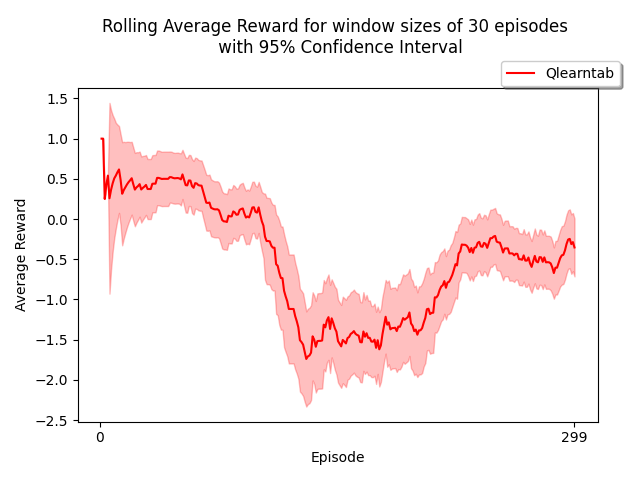 Rolling Average Reward for window sizes of 30 episodes
with 95% Confidence Interval
Qlearntab
1.5
1.0
0.5
0.0
−0.5
−1.0
−1.5
−2.0
−2.5
Average Reward
0
299
Episode